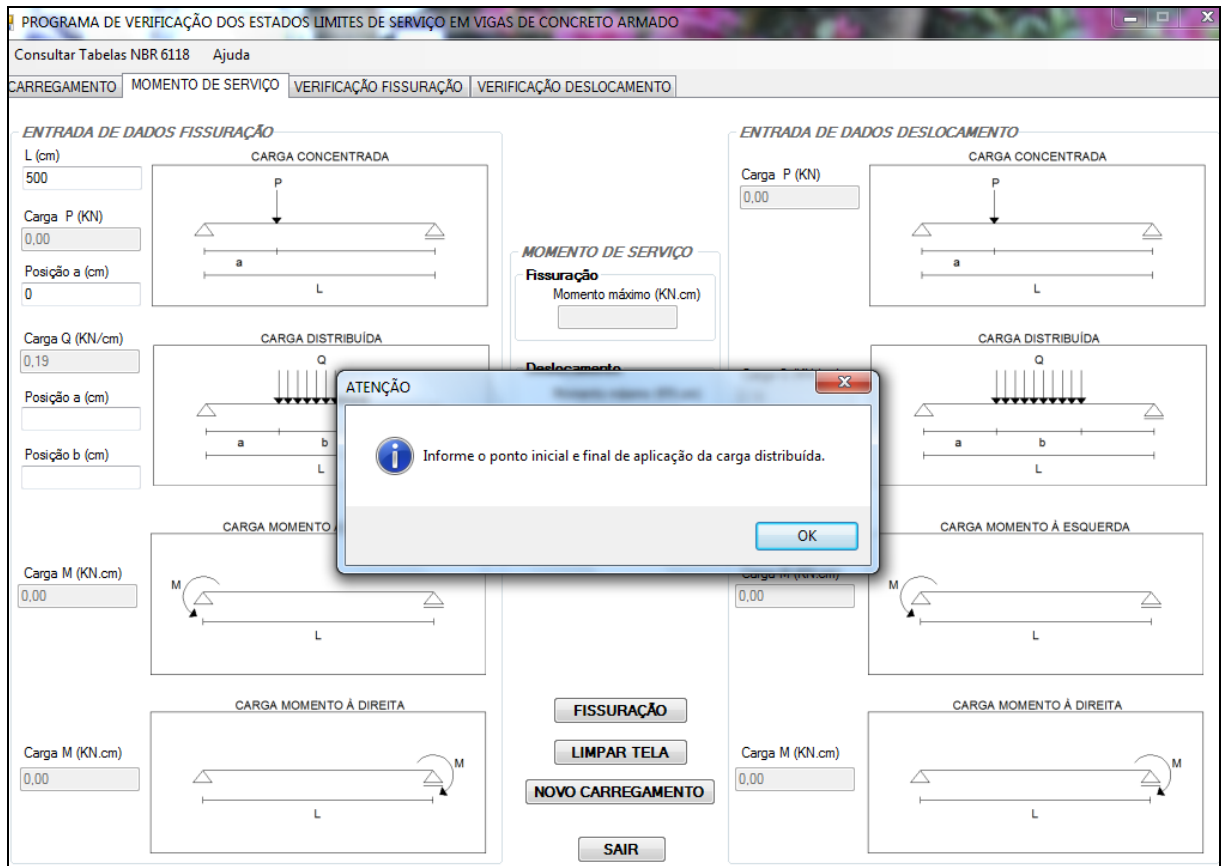 PROGRAMA DE VERIFICAÇÃO DOS ESTADOS LIMITES DE SERVIÇO EM VIGAS DE CONCRETO ARMADO
Consultar Tabelas NBR 6118 Ajuda
CARREGAMENTO MOMENTO DE SERVIÇO VERIFICAÇÃO FISSURAÇÃO VERIFICAÇÃO DESLOCAMENTO
ENTRADA DE DADOS FISSURAÇÃO
L (cm)
500
CARGA CONCENTRADA
P
Carga P (KN)
0,00
a
Posição a (cm)
0
L
Carga Q (KN/cm)
0,19
CARGA DISTRIBUÍDA
Q
Posição a (cm)
a b
Posição b (cm)
L
CARGA MOMENTO
Carga M (KN.cm)
0,00
M
L
CARGA MOMENTO À DIREITA
Carga M (KN.cm)
0,00
M
L
MOMENTO DE SERVIÇO
Fissuração
Momento máximo (KN.cm)
Deslocamento
ATENÇÃO
Informe o ponto inicial e final de aplicação da carga distribuída.
OK
FISSURAÇÃO
LIMPAR TELA
NOVO CARREGAMENTO
SAIR
ENTRADA DE DADOS DESLOCAMENTO
CARGA CONCENTRADA
Carga P (KN)
0,00
P
a
L
CARGA DISTRIBUÍDA
Q
a b
L
CARGA MOMENTO À ESQUERDA
Carga M (KN.cm)
0,00
M
L
CARGA MOMENTO À DIREITA
Carga M (KN.cm)
0,00
M
L